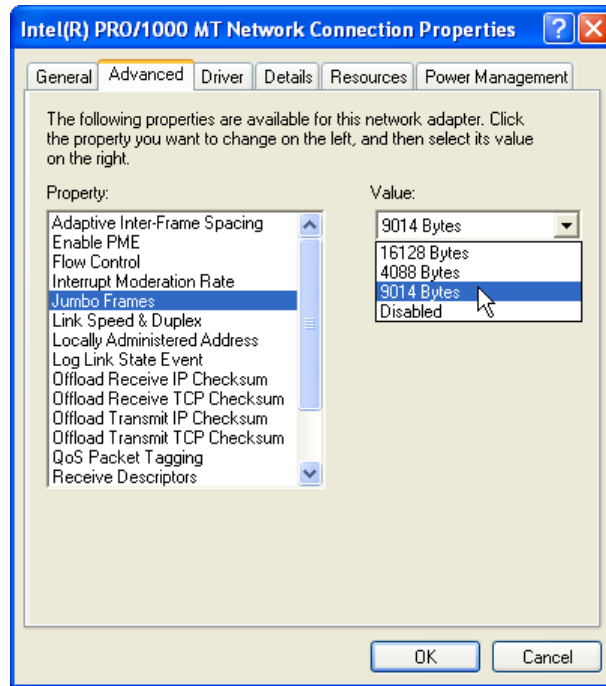 Intel(R) PRO/1000 MT Network Connection Properties
General Advanced Driver Details Resources Power Management
The following properties are available for this network adapter. Click
the property you want to change on the left, and then select its value
on the right.
Property:
Adaptive Inter-Frame Spacing
Enable PME
Flow Control
Interrupt Moderation Rate
Jumbo Frames
Link Speed & Duplex
Locally Administered Address
Log Link State Event
Offload Receive IP Checksum
Offload Receive TCP Checksum
Offload Transmit IP Checksum
Offload Transmit TCP Checksum
QoS Packet Tagging
Receive Descriptors
Value:
9014 Bytes
16128 Bytes
4088 Bytes
9014 Bytes
Disabled
OK Cancel